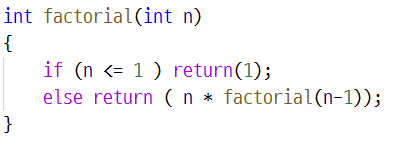 int factorial(int n)
{
    if (n <= 1 ) return(1);
    else return ( n * factorial(n-1));
}